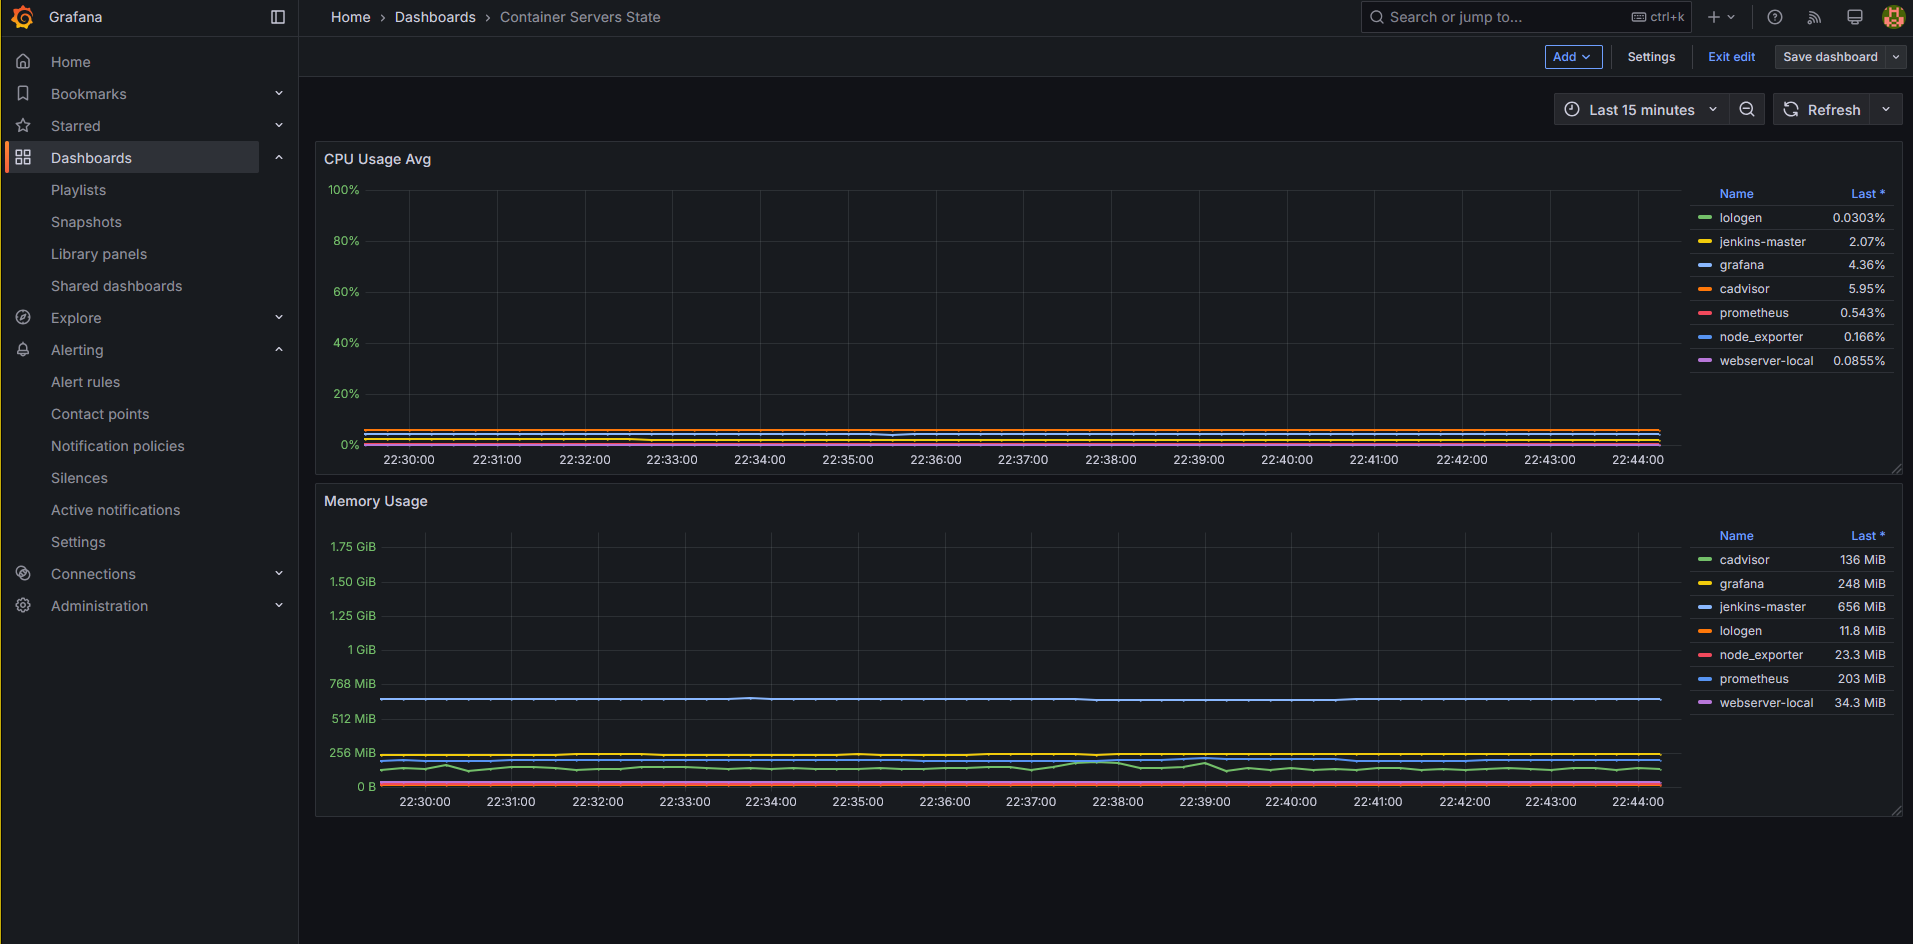 Grafana
Home › Dashboards › Container Servers State
Search or jump to... ctrl+k
Add Settings Exit edit Save dashboard
Last 15 minutes Refresh
Home
Bookmarks
Starred
Dashboards
Playlists
Snapshots
Library panels
Shared dashboards
Explore
Alerting
Alert rules
Contact points
Notification policies
Silences
Active notifications
Settings
Connections
Administration
CPU Usage Avg
100%
80%
60%
40%
20%
0%
22:30:00 22:31:00 22:32:00 22:33:00 22:34:00 22:35:00 22:36:00 22:37:00 22:38:00 22:39:00 22:40:00 22:41:00 22:42:00 22:43:00 22:44:00
Name Last *
lologen 0.0303%
jenkins-master 2.07%
grafana 4.36%
cadvisor 5.95%
prometheus 0.543%
node_exporter 0.166%
webserver-local 0.0855%
Memory Usage
1.75 GiB
1.50 GiB
1.25 GiB
1 GiB
768 MiB
512 MiB
256 MiB
0 B
22:30:00 22:31:00 22:32:00 22:33:00 22:34:00 22:35:00 22:36:00 22:37:00 22:38:00 22:39:00 22:40:00 22:41:00 22:42:00 22:43:00 22:44:00
Name Last *
cadvisor 136 MiB
grafana 248 MiB
jenkins-master 656 MiB
lologen 11.8 MiB
node_exporter 23.3 MiB
prometheus 203 MiB
webserver-local 34.3 MiB